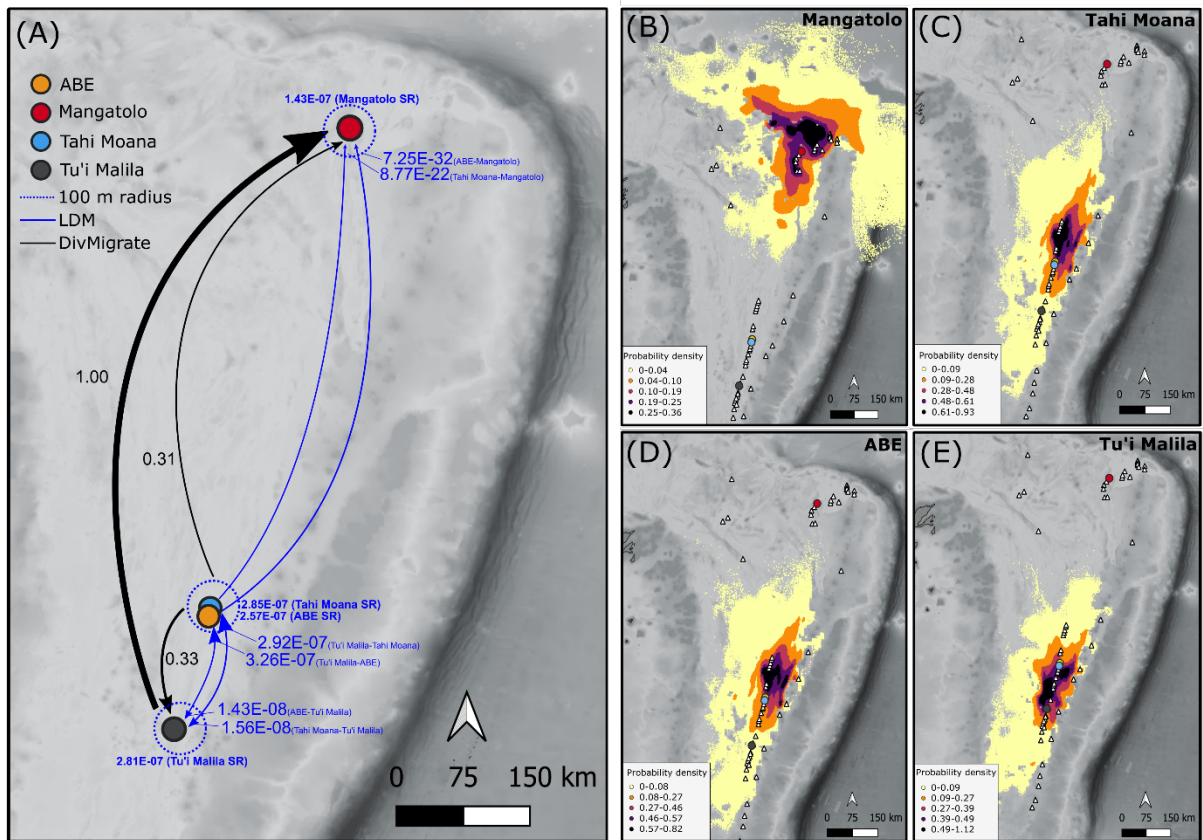 (A)
ABE
Mangatolo
Tahi Moana
Tu'i Malila
100 m radius
LDM
DivMigrate
1.43E-07 (Mangatolo SR)
7.25E-32 (ABE-Mangatolo)
8.77E-22 (Tahi Moana-Mangatolo)
1.00
0.31
2.85E-07 (Tahi Moana SR)
2.57E-07 (ABE SR)
2.92E-07 (Tu'i Malila-Tahi Moana)
3.26E-07 (Tu'i Malila-ABE)
0.33
1.43E-08 (ABE-Tu'i Malila)
1.56E-08 (Tahi Moana-Tu'i Malila)
2.81E-07 (Tu'i Malila SR)
0 75 150 km
(B) Mangatolo
Probability density
0-0.04
0.04-0.10
0.10-0.19
0.19-0.25
0.25-0.36
0 75 150 km
(C) Tahi Moana
Probability density
0-0.09
0.09-0.28
0.28-0.48
0.48-0.61
0.61-0.93
0 75 150 km
(D) ABE
Probability density
0-0.08
0.08-0.27
0.27-0.46
0.46-0.57
0.57-0.82
0 75 150 km
(E) Tu'i Malila
Probability density
0-0.09
0.09-0.27
0.27-0.39
0.39-0.49
0.49-1.12
0 75 150 km